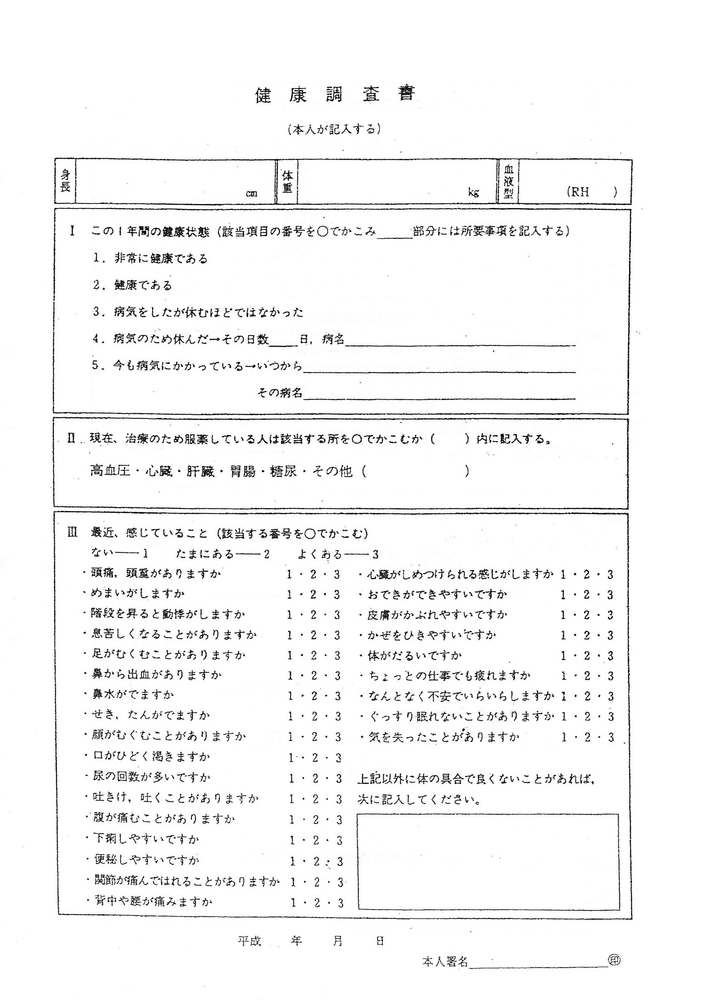 健康調査書
(本人が記入する)
身長 cm 体重 kg 血液型 (RH )
Ⅰ この1年間の健康状態(該当項目の番号を○でかこみ_____部分には所要事項を記入する)
1. 非常に健康である
2. 健康である
3. 病気をしたが休むほどではなかった
4. 病気のため休んだ→その日数____日, 病名____
5. 今も病気にかかっている→いつから____
その病名____
Ⅱ 現在、治療のため服薬している人は該当する所を○でかこむか( )内に記入する。
高血圧・心臓・肝臓・胃腸・糖尿・その他( )
Ⅲ 最近、感じていること(該当する番号を○でかこむ)
ない――1 たまにある――2 よくある――3
・頭痛, 頭重がありますか 1・2・3
・めまいがしますか 1・2・3
・階段を昇ると動悸がしますか 1・2・3
・息苦しくなることがありますか 1・2・3
・足がむくむことがありますか 1・2・3
・鼻から出血がありますか 1・2・3
・鼻水がでますか 1・2・3
・せき, たんがでますか 1・2・3
・顔がむくむことがありますか 1・2・3
・口がひどく渇きますか 1・2・3
・尿の回数が多いですか 1・2・3
・吐きけ, 吐くことがありますか 1・2・3
・腹が痛むことがありますか 1・2・3
・下痢しやすいですか 1・2・3
・便秘しやすいですか 1・2・3
・関節が痛んではれることがありますか 1・2・3
・背中や腰が痛みますか 1・2・3
・心臓がしめつけられる感じがしますか 1・2・3
・おできができやすいですか 1・2・3
・皮膚がかぶれやすいですか 1・2・3
・かぜをひきやすいですか 1・2・3
・体がだるいですか 1・2・3
・ちょっとの仕事でも疲れますか 1・2・3
・なんとなく不安でいらいらしますか 1・2・3
・ぐっすり眠れないことがありますか 1・2・3
・気を失ったことがありますか 1・2・3
上記以外に体の具合で良くないことがあれば,
次に記入してください。
平成 年 月 日
本人署名____㊞